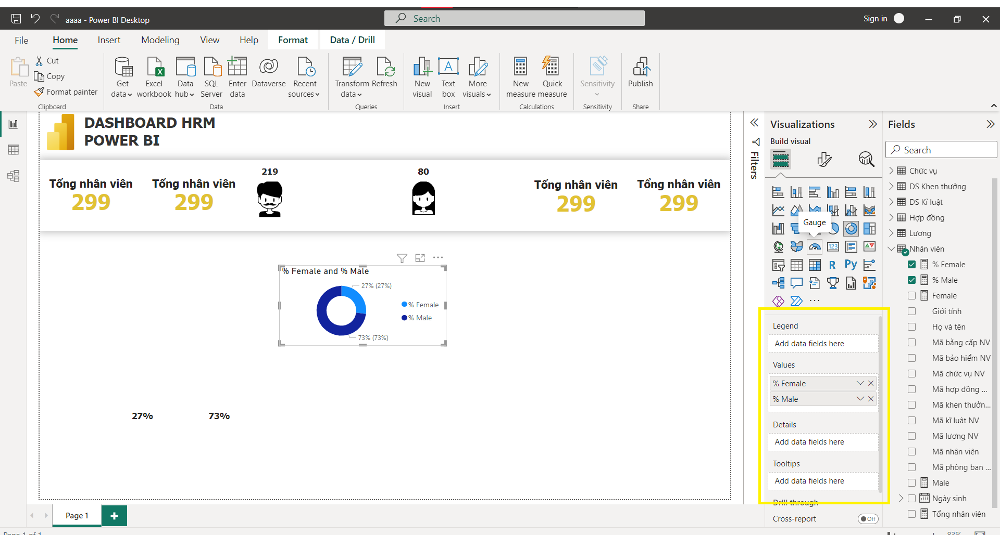 aaaa - Power BI Desktop
Search
Sign in
File Home Insert Modeling View Help Format Data / Drill
Paste
Cut
Copy
Format painter
Clipboard
Get data
Excel workbook
Data hub
SQL Server
Enter data
Dataverse
Recent sources
Data
Transform data
Refresh
Queries
New visual
Text box
More visuals
Insert
New measure
Quick measure
Calculations
Sensitivity
Sensitivity
Publish
Share
DASHBOARD HRM
POWER BI
Tổng nhân viên
299
Tổng nhân viên
299
219
80
Tổng nhân viên
299
Tổng nhân viên
299
% Female and % Male
27% (27%)
% Female
% Male
73% (73%)
27%
73%
Page 1
Page 1 of 1
83%
Filters
Visualizations
Build visual
Gauge
123
R
Py
Legend
Add data fields here
Values
% Female
% Male
Details
Add data fields here
Tooltips
Add data fields here
Drill through
Cross-report
Off
Fields
Search
Chức vụ
DS Khen thưởng
DS Kỉ luật
Hợp đồng
Lương
Nhân viên
% Female
% Male
Female
Giới tính
Họ và tên
Mã bằng cấp NV
Mã bảo hiểm NV
Mã chức vụ NV
Mã hợp đồng ...
Mã khen thưởn...
Mã kĩ luật NV
Mã lương NV
Mã nhân viên
Mã phòng ban ...
Male
Ngày sinh
Tổng nhân viên